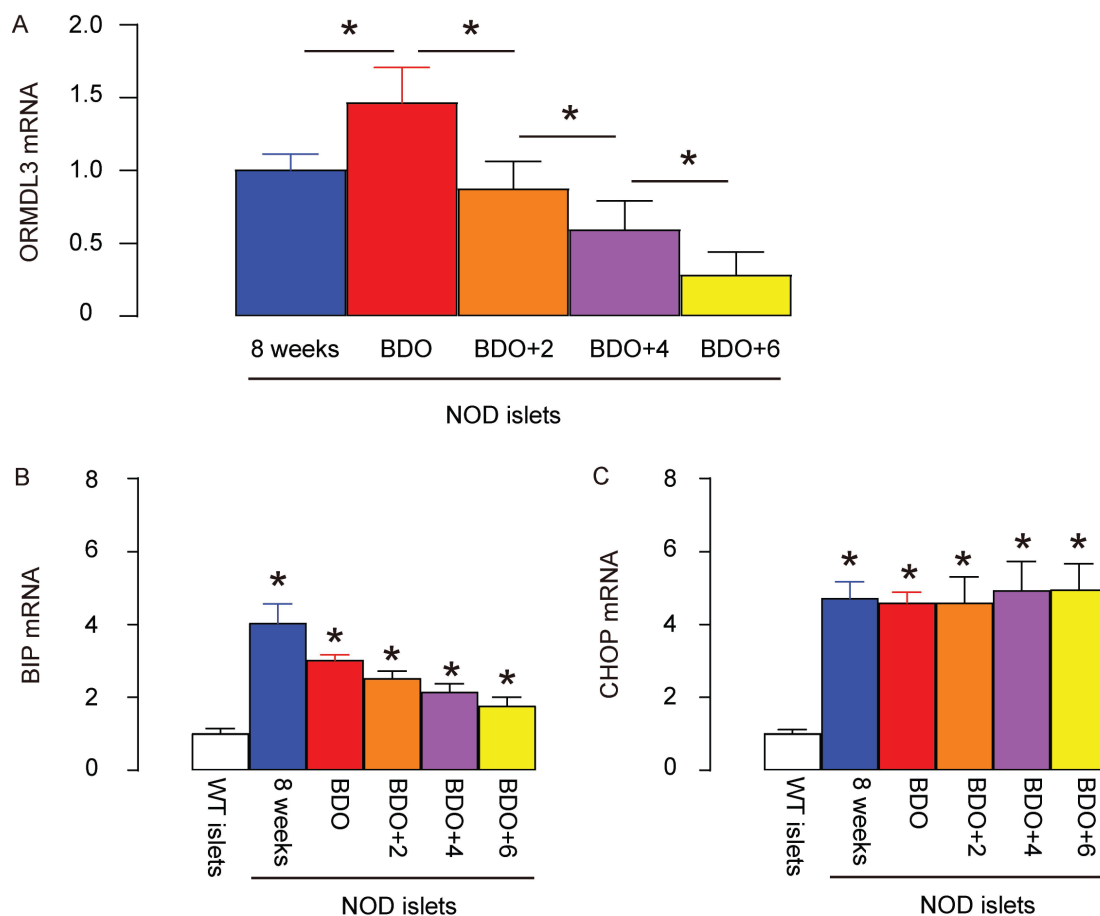 A
ORMDL3 mRNA
2.0
1.5
1.0
0.5
0
* * * *
8 weeks BDO BDO+2 BDO+4 BDO+6
NOD islets
B
BIP mRNA
8
6
4
2
0
* * * * *
WT islets
8 weeks
BDO
BDO+2
BDO+4
BDO+6
NOD islets
C
CHOP mRNA
8
6
4
2
0
* * * * *
WT islets
8 weeks
BDO
BDO+2
BDO+4
BDO+6
NOD islets